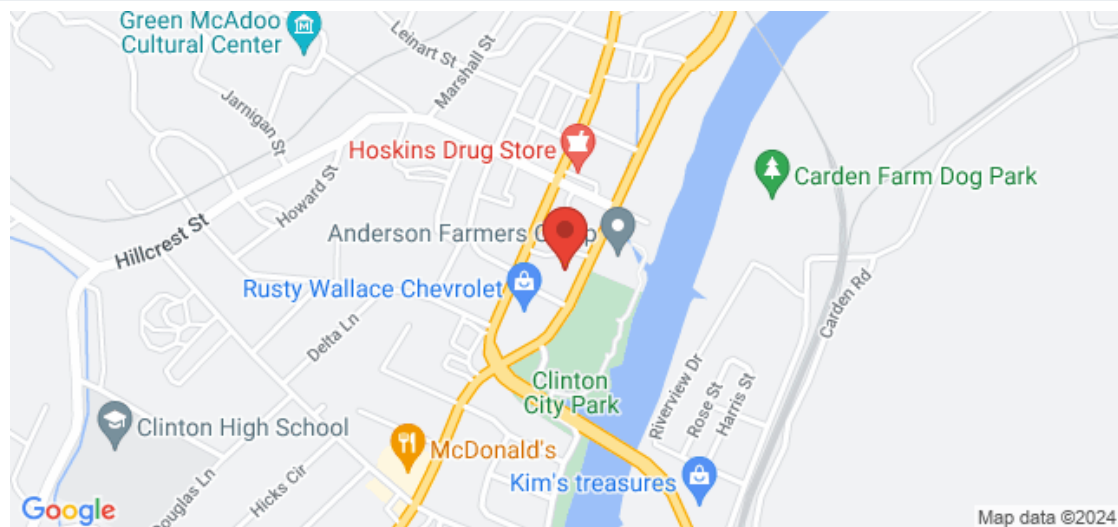 Green McAdoo
Cultural Center
Leinart St
Marshall St
Jarnigan St
Hoskins Drug Store
Carden Farm Dog Park
Howard St
Hillcrest St
Anderson Farmers
Rusty Wallace Chevrolet
Carden Rd
Delta Ln
Riverview Dr
Rose St
Harris St
Clinton
City Park
Clinton High School
McDonald's
Kim's treasures
Hicks Cir
Douglas Ln
Google
Map data ©2024